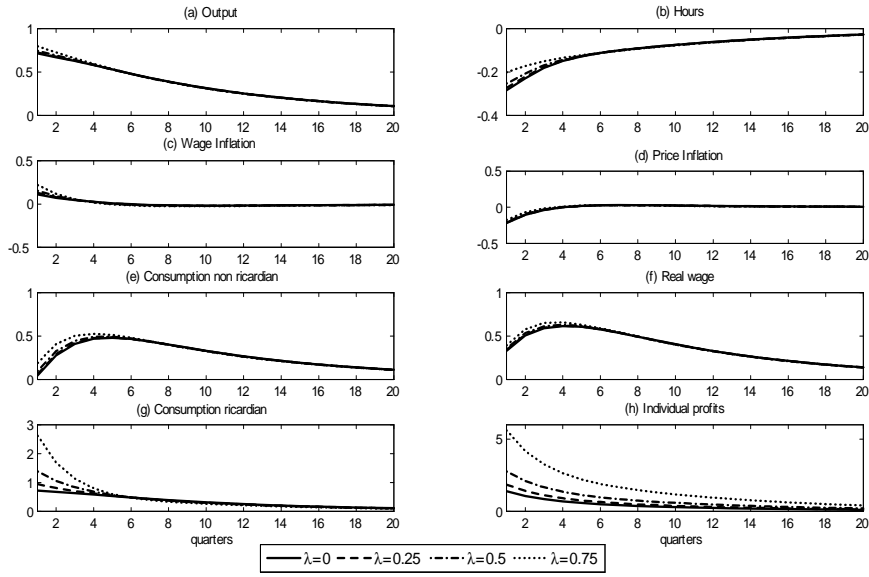 (a) Output
1
0.5
0
2 4 6 8 10 12 14 16 18 20
(b) Hours
0
-0.2
-0.4
2 4 6 8 10 12 14 16 18 20
(c) Wage Inflation
0.5
0
-0.5
2 4 6 8 10 12 14 16 18 20
(d) Price Inflation
0.5
0
-0.5
2 4 6 8 10 12 14 16 18 20
(e) Consumption non ricardian
1
0.5
0
2 4 6 8 10 12 14 16 18 20
(f) Real wage
1
0.5
0
2 4 6 8 10 12 14 16 18 20
(g) Consumption ricardian
3
2
1
0
2 4 6 8 10 12 14 16 18 20
quarters
(h) Individual profits
5
0
2 4 6 8 10 12 14 16 18 20
quarters
λ=0 λ=0.25 λ=0.5 λ=0.75